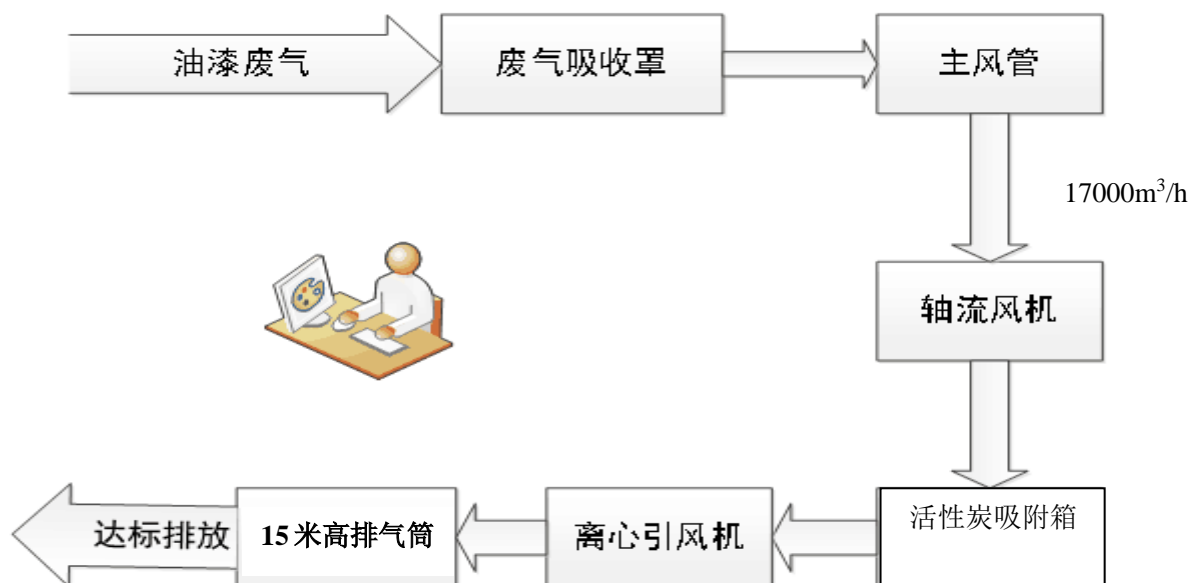 油漆废气
废气吸收罩
主风管
17000m³/h
轴流风机
活性炭吸附箱
离心引风机
15米高排气筒
达标排放